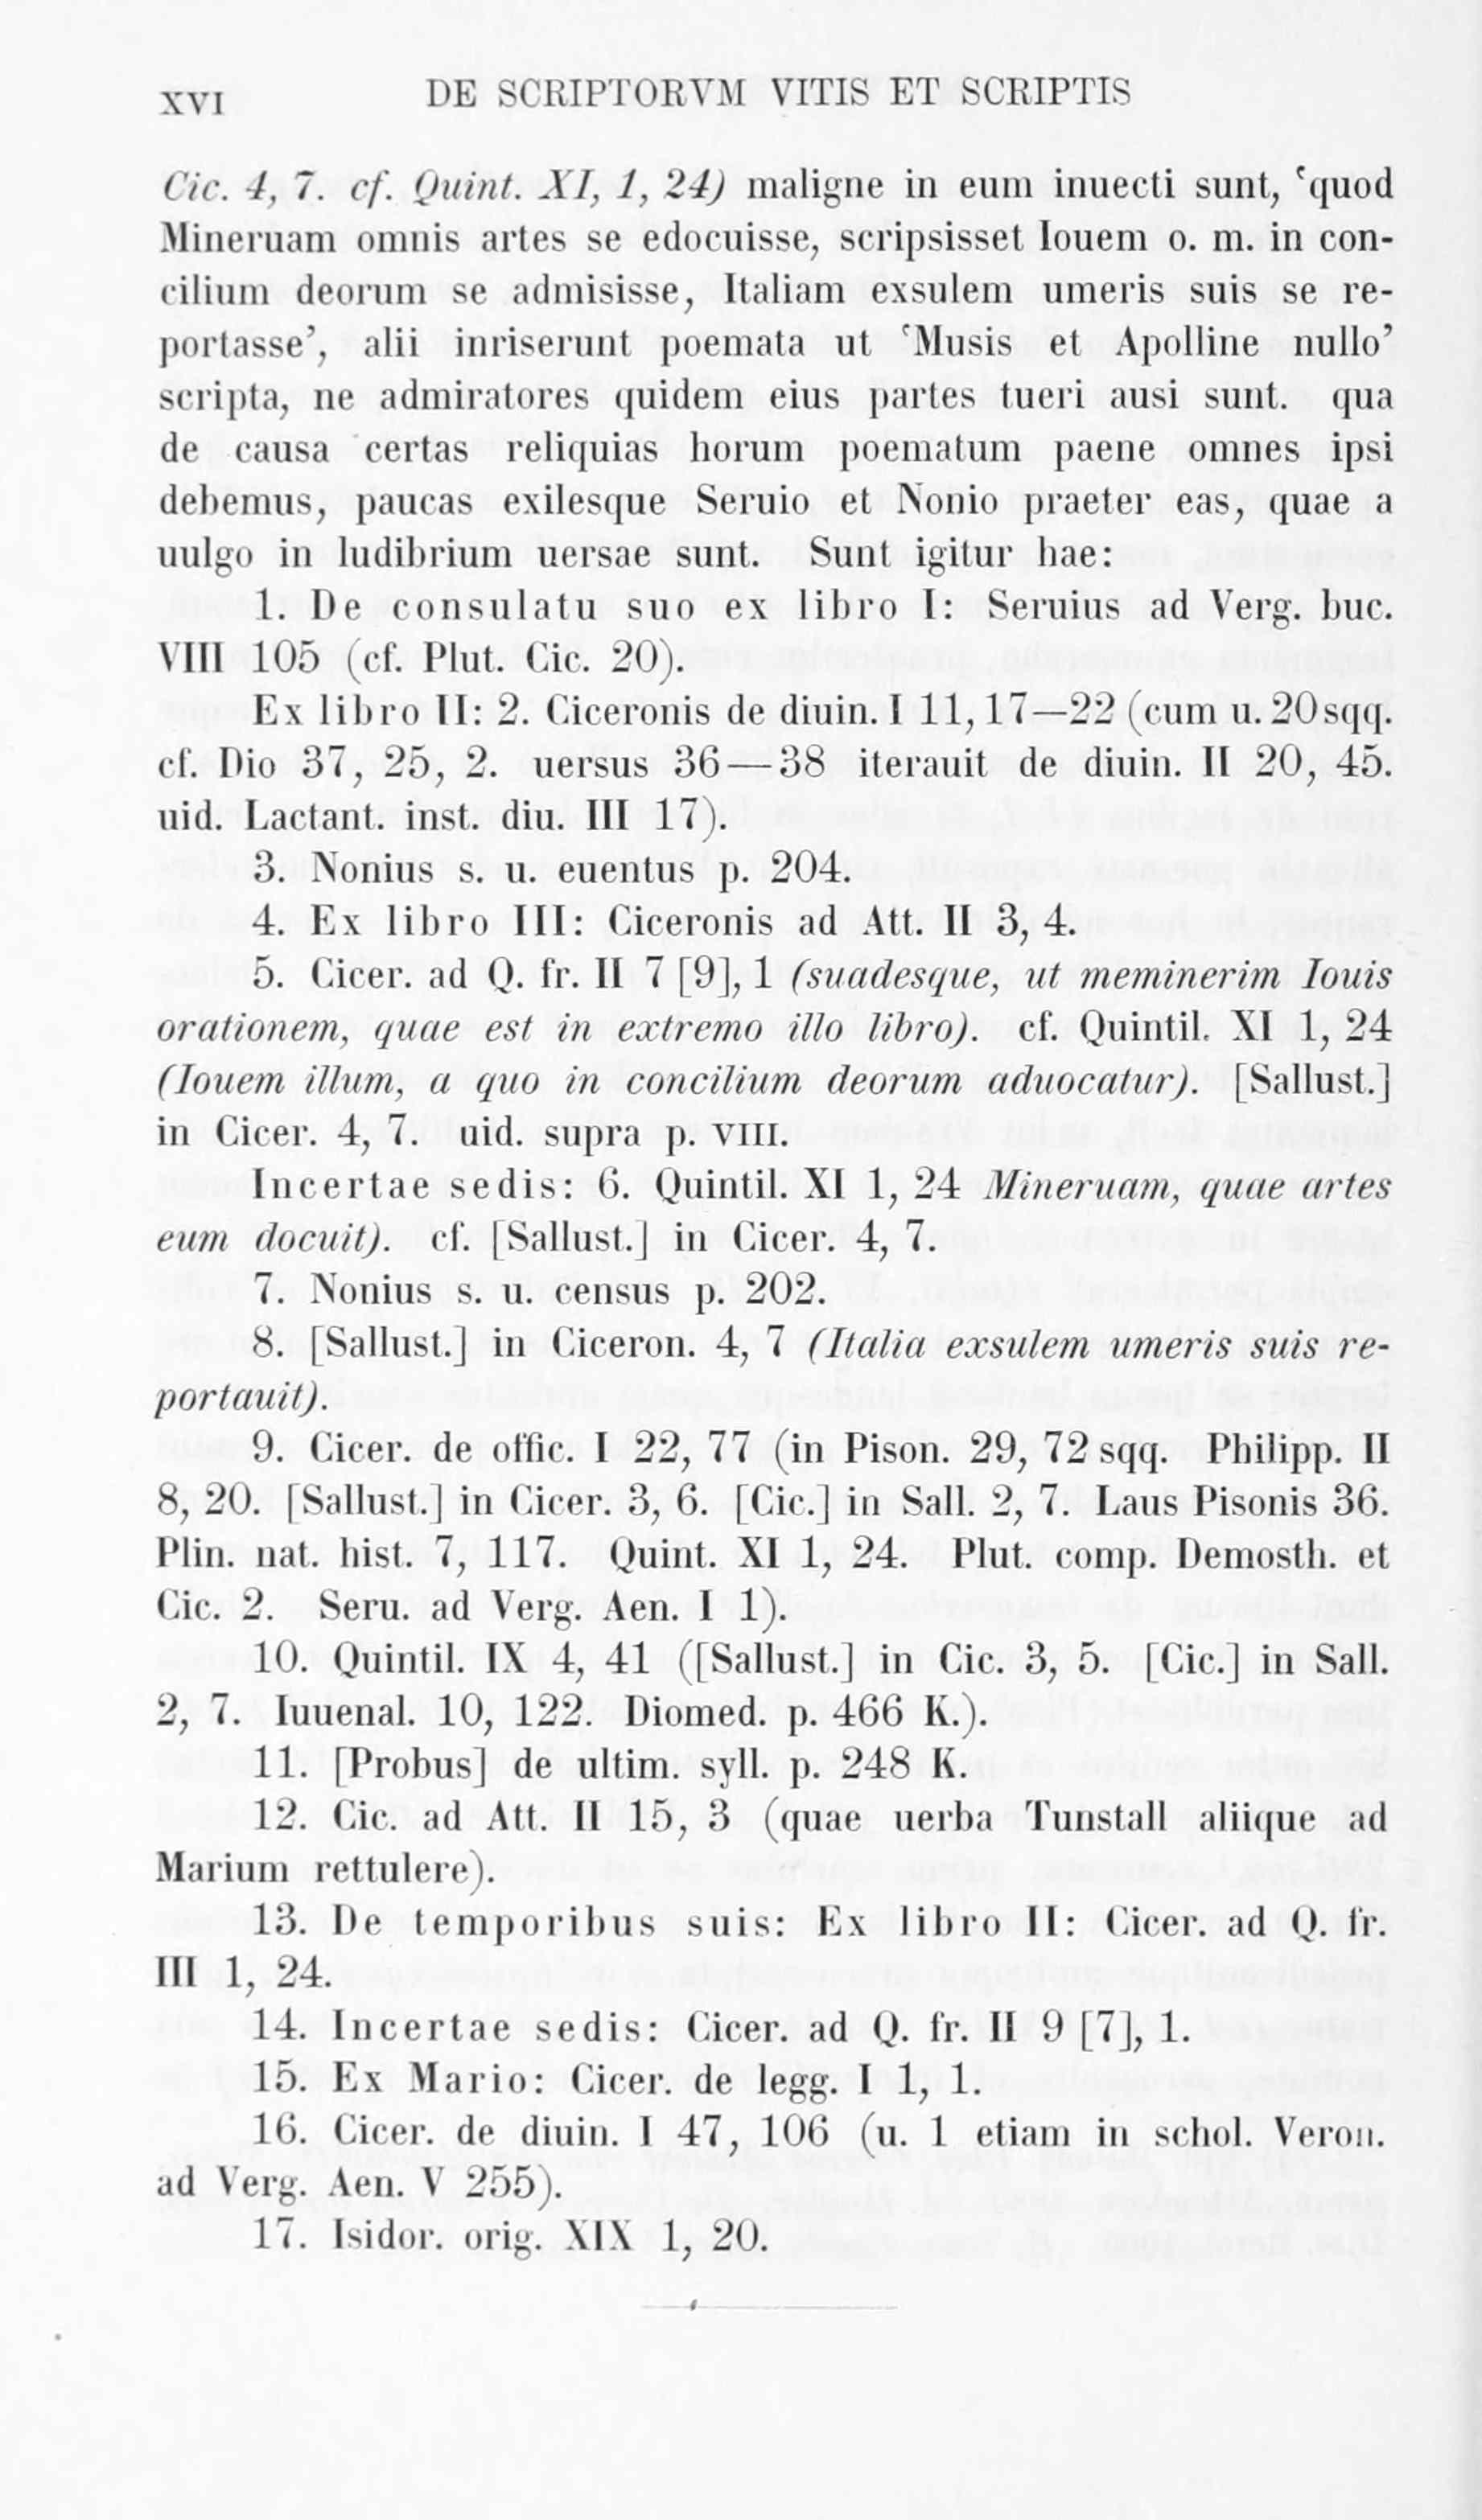 XVI DE SCRIPTORVM VITIS ET SCRIPTIS
Cic. 4, 7. cf. Quint. XI, 1, 24) maligne in eum inuecti sunt, ‘quod
Mineruam omnis artes se edocuisse, scripsisset Iouem o. m. in con-
cilium deorum se admisisse, Italiam exsulem umeris suis se re-
portasse’, alii inriserunt poemata ut ‘Musis et Apolline nullo’
scripta, ne admiratores quidem eius partes tueri ausi sunt. qua
de causa certas reliquias horum poematum paene omnes ipsi
debemus, paucas exilesque Seruio et Nonio praeter eas, quae a
uulgo in ludibrium uersae sunt. Sunt igitur hae:
1. De consulatu suo ex libro I: Seruius ad Verg. buc.
VIII 105 (cf. Plut. Cic. 20).
Ex libro II: 2. Ciceronis de diuin. I 11, 17—22 (cum u. 20 sqq.
cf. Dio 37, 25, 2. uersus 36—38 iterauit de diuin. II 20, 45.
uid. Lactant. inst. diu. III 17).
3. Nonius s. u. euentus p. 204.
4. Ex libro III: Ciceronis ad Att. II 3, 4.
5. Cicer. ad Q. fr. II 7 [9], 1 (suadesque, ut meminerim Iouis
orationem, quae est in extremo illo libro). cf. Quintil. XI 1, 24
(Iouem illum, a quo in concilium deorum aduocatur). [Sallust.]
in Cicer. 4, 7. uid. supra p. VIII.
Incertae sedis: 6. Quintil. XI 1, 24 Mineruam, quae artes
eum docuit). cf. [Sallust.] in Cicer. 4, 7.
7. Nonius s. u. census p. 202.
8. [Sallust.] in Ciceron. 4, 7 (Italia exsulem umeris suis re-
portauit).
9. Cicer. de offic. I 22, 77 (in Pison. 29, 72 sqq. Philipp. II
8, 20. [Sallust.] in Cicer. 3, 6. [Cic.] in Sall. 2, 7. Laus Pisonis 36.
Plin. nat. hist. 7, 117. Quint. XI 1, 24. Plut. comp. Demosth. et
Cic. 2. Seru. ad Verg. Aen. I 1).
10. Quintil. IX 4, 41 ([Sallust.] in Cic. 3, 5. [Cic.] in Sall.
2, 7. Iuuenal. 10, 122. Diomed. p. 466 K.).
11. [Probus] de ultim. syll. p. 248 K.
12. Cic. ad Att. II 15, 3 (quae uerba Tunstall aliique ad
Marium rettulere).
13. De temporibus suis: Ex libro II: Cicer. ad Q. fr.
III 1, 24.
14. Incertae sedis: Cicer. ad Q. fr. II 9 [7], 1.
15. Ex Mario: Cicer. de legg. I 1, 1.
16. Cicer. de diuin. I 47, 106 (u. 1 etiam in schol. Veron.
ad Verg. Aen. V 255).
17. Isidor. orig. XIX 1, 20.